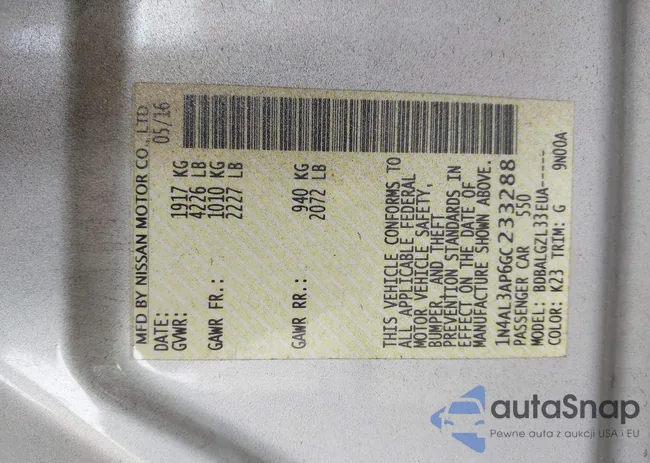 MFD BY NISSAN MOTOR CO., LTD
DATE: 05/16
GVWR: 1917 KG
4226 LB
GAWR FR.: 1010 KG
2227 LB
GAWR RR.: 940 KG
2072 LB
THIS VEHICLE CONFORMS TO
ALL APPLICABLE FEDERAL
MOTOR VEHICLE SAFETY,
BUMPER, AND THEFT
PREVENTION STANDARDS IN
EFFECT ON THE DATE OF
MANUFACTURE SHOWN ABOVE.
1N4AL3AP6GC233288
PASSENGER CAR 550
MODEL: BDBALGZL33EUA-----
COLOR: K23 TRIM: G 9N00A
autaSnap
Pewne auta z aukcji USA i EU